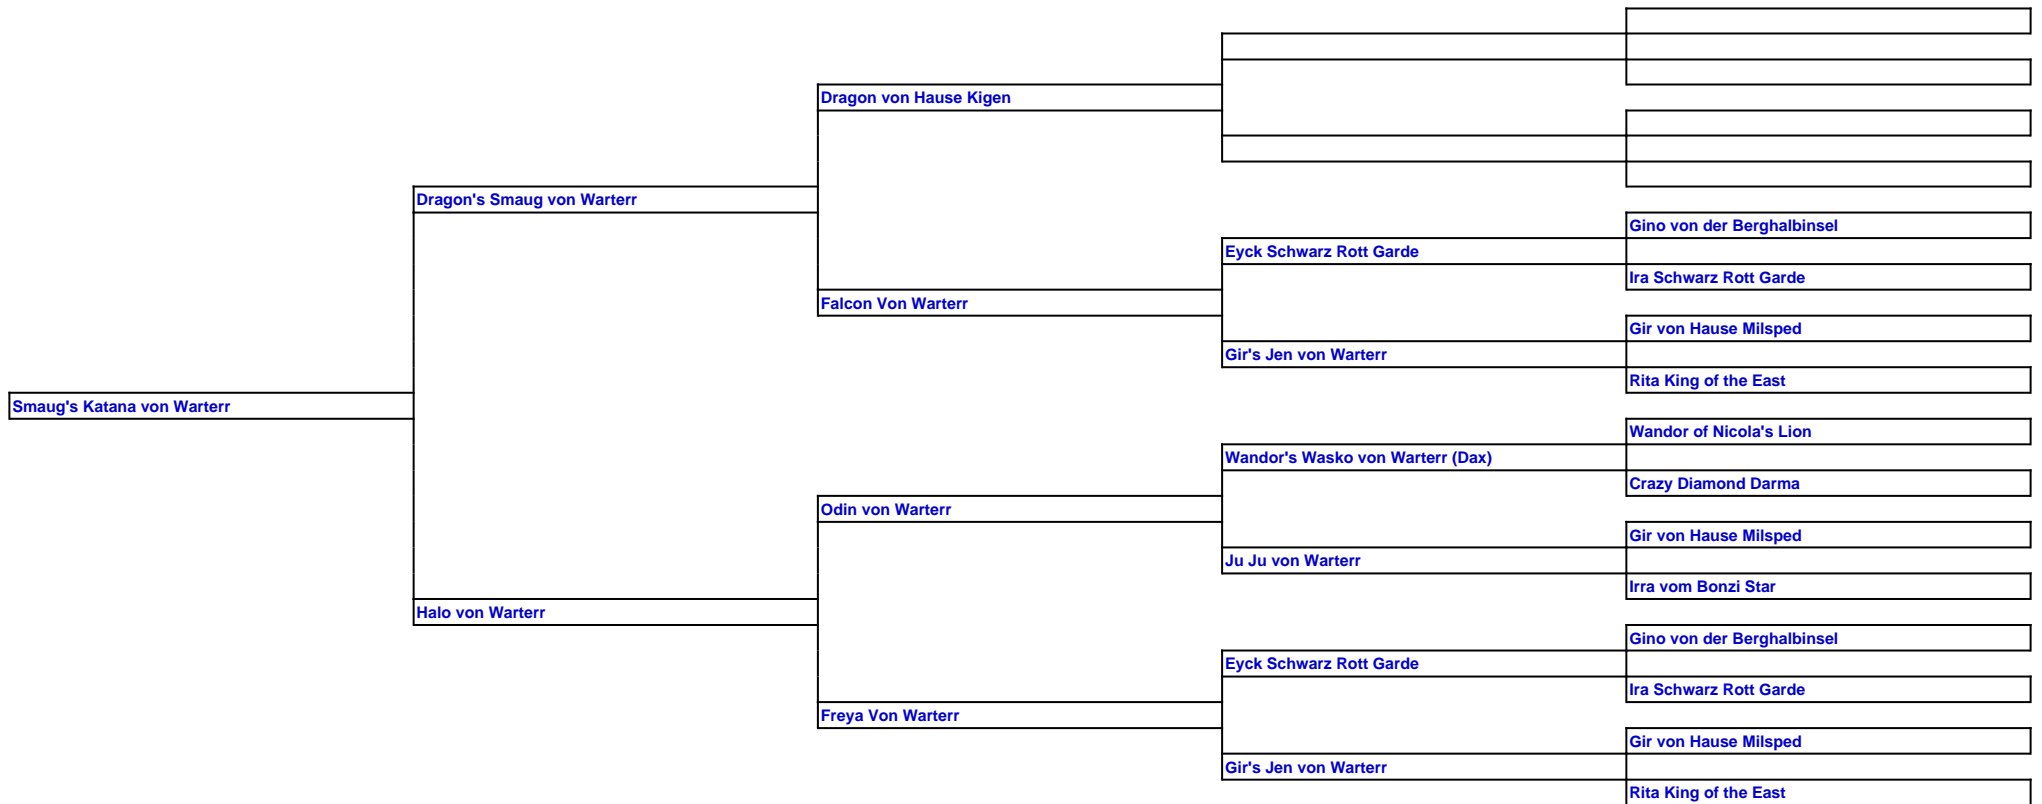 Dragon von Hause Kigen
Dragon's Smaug von Warterr
Gino von der Berghalbinsel
Eyck Schwarz Rott Garde
Ira Schwarz Rott Garde
Falcon Von Warterr
Gir von Hause Milsped
Gir's Jen von Warterr
Rita King of the East
Smaug's Katana von Warterr
Wandor of Nicola's Lion
Wandor's Wasko von Warterr (Dax)
Crazy Diamond Darma
Odin von Warterr
Gir von Hause Milsped
Ju Ju von Warterr
Irra vom Bonzi Star
Halo von Warterr
Gino von der Berghalbinsel
Eyck Schwarz Rott Garde
Ira Schwarz Rott Garde
Freya Von Warterr
Gir von Hause Milsped
Gir's Jen von Warterr
Rita King of the East